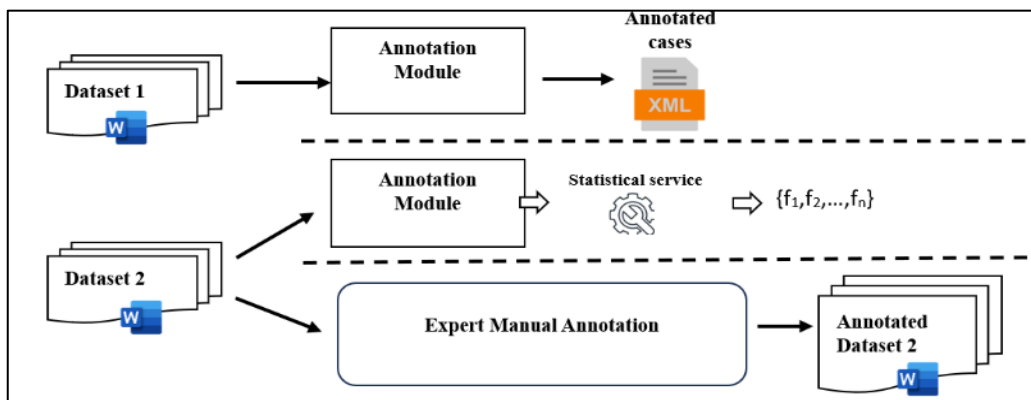 Annotated
cases
Annotation
Module
Dataset 1
W
XML
Annotation
Module
Statistical service
{f₁,f₂,...,fₙ}
Dataset 2
W
Expert Manual Annotation
Annotated
Dataset 2
W